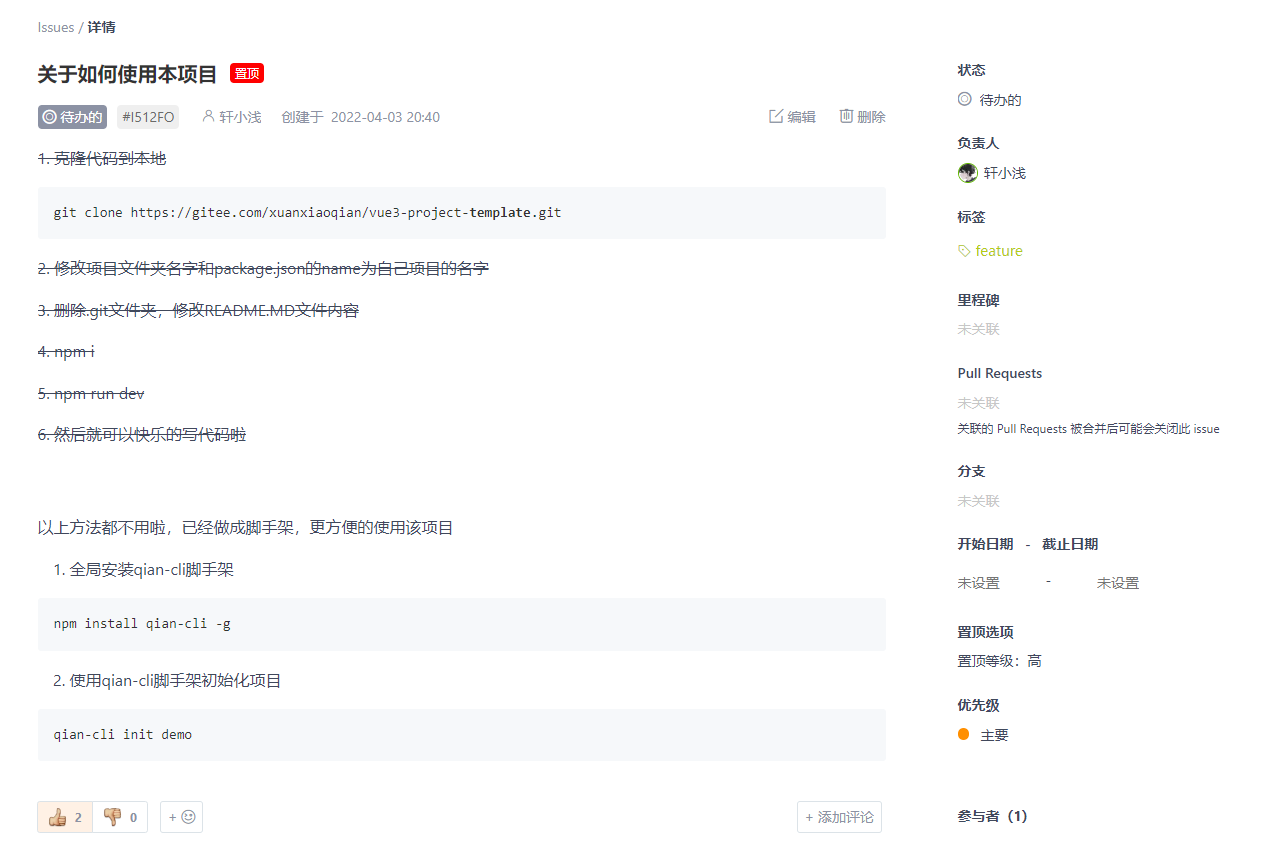 Issues / 详情
关于如何使用本项目 置顶
待办的 #I512FO 轩小浅 创建于 2022-04-03 20:40 编辑 删除
1. 克隆代码到本地
git clone https://gitee.com/xuanxiaoqian/vue3-project-template.git
2. 修改项目文件夹名字和package.json的name为自己项目的名字
3. 删除.git文件夹，修改README.MD文件内容
4. npm i
5. npm run dev
6. 然后就可以快乐的写代码啦
以上方法都不用啦，已经做成脚手架，更方便的使用该项目
1. 全局安装qian-cli脚手架
npm install qian-cli -g
2. 使用qian-cli脚手架初始化项目
qian-cli init demo
2 0 + + 添加评论
状态
待办的
负责人
轩小浅
标签
feature
里程碑
未关联
Pull Requests
未关联
关联的 Pull Requests 被合并后可能会关闭此 issue
分支
未关联
开始日期 - 截止日期
未设置 - 未设置
置顶选项
置顶等级：高
优先级
主要
参与者（1）